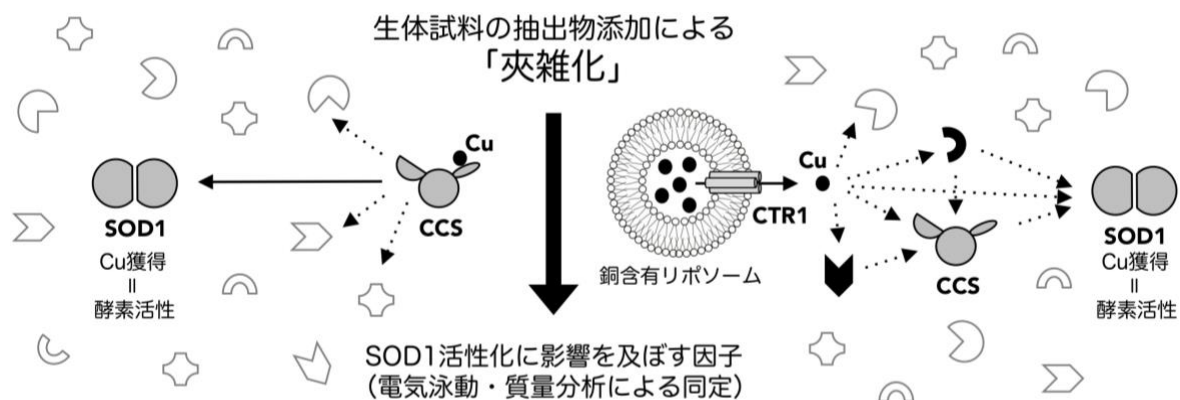 生体試料の抽出物添加による
「夾雑化」
Cu
CCS
SOD1
Cu獲得
=
酵素活性
Cu
CTR1
銅含有リポソーム
CCS
SOD1
Cu獲得
=
酵素活性
SOD1活性化に影響を及ぼす因子
（電気泳動・質量分析による同定）